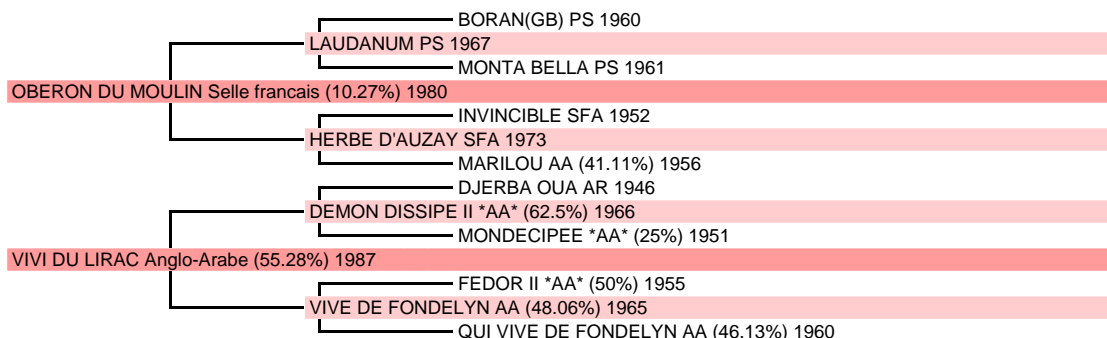 BORAN(GB) PS 1960
LAUDANUM PS 1967
MONTA BELLA PS 1961
OBERON DU MOULIN Selle francais (10.27%) 1980
INVINCIBLE SFA 1952
HERBE D'AUZAY SFA 1973
MARILOU AA (41.11%) 1956
DJERBA OUA AR 1946
DEMON DISSIPE II *AA* (62.5%) 1966
MONDECIPEE *AA* (25%) 1951
VIVI DU LIRAC Anglo-Arabe (55.28%) 1987
FEDOR II *AA* (50%) 1955
VIVE DE FONDELYN AA (48.06%) 1965
QUI VIVE DE FONDELYN AA (46.13%) 1960